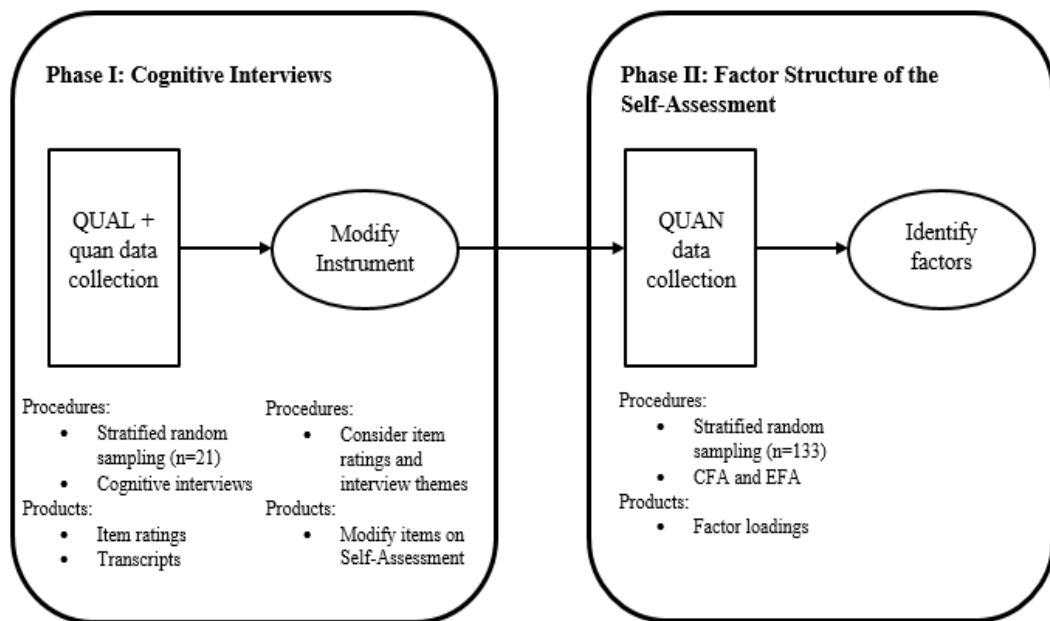 Phase I: Cognitive Interviews
QUAL +
quan data
collection
Modify
Instrument
Procedures:
• Stratified random
sampling (n=21)
• Cognitive interviews
Products:
• Item ratings
• Transcripts
Procedures:
• Consider item
ratings and
interview themes
Products:
• Modify items on
Self-Assessment
Phase II: Factor Structure of the
Self-Assessment
QUAN
data
collection
Identify
factors
Procedures:
• Stratified random
sampling (n=133)
• CFA and EFA
Products:
• Factor loadings